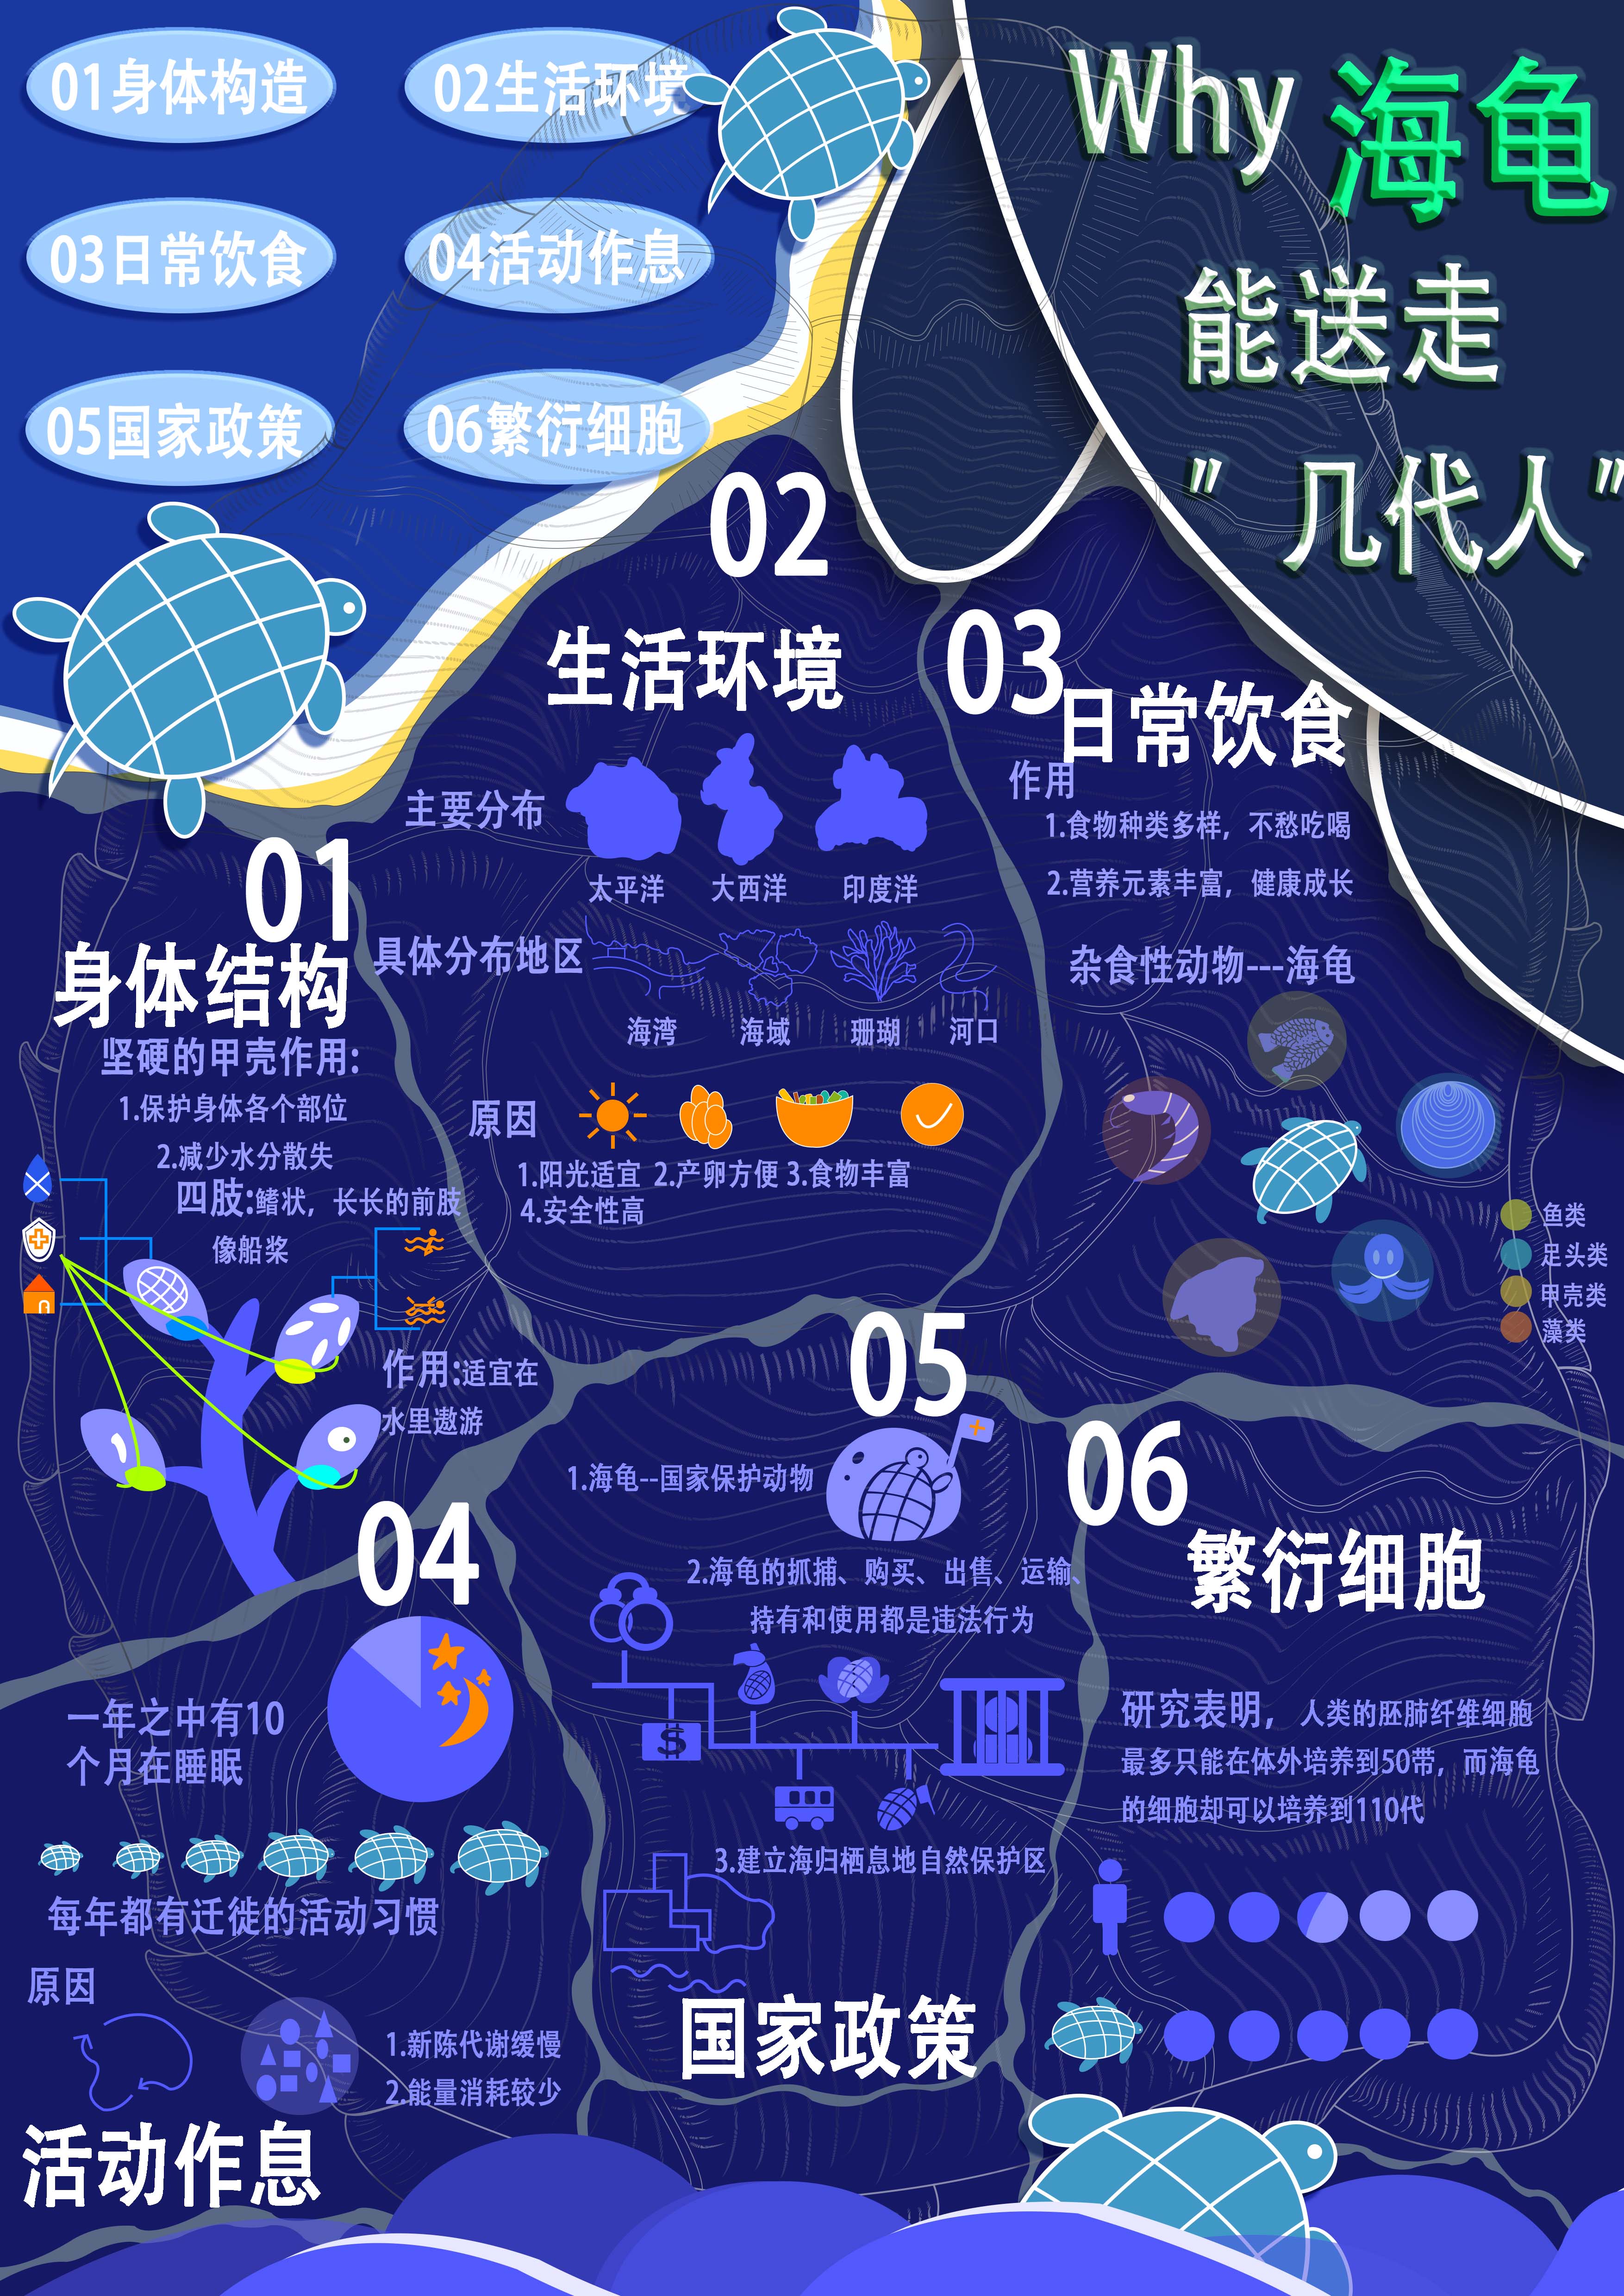 01身体构造
02生活环境
03日常饮食
04活动作息
05国家政策
06繁衍细胞
Why 海龟
能送走
"几代人"
01
身体结构
坚硬的甲壳作用:
1.保护身体各个部位
2.减少水分散失
四肢:鳍状，长长的前肢
像船桨
作用:适宜在
水里遨游
02
生活环境
主要分布
太平洋
大西洋
印度洋
具体分布地区
海湾
海域
珊瑚
河口
原因
1.阳光适宜 2.产卵方便 3.食物丰富
4.安全性高
03
日常饮食
作用
1.食物种类多样，不愁吃喝
2.营养元素丰富，健康成长
杂食性动物---海龟
鱼类
足头类
甲壳类
藻类
04
一年之中有10
个月在睡眠
每年都有迁徙的活动习惯
原因
1.新陈代谢缓慢
2.能量消耗较少
活动作息
05
1.海龟--国家保护动物
2.海龟的抓捕、购买、出售、运输、
持有和使用都是违法行为
$
3.建立海归栖息地自然保护区
国家政策
06
繁衍细胞
研究表明，人类的胚肺纤维细胞
最多只能在体外培养到50带，而海龟
的细胞却可以培养到110代